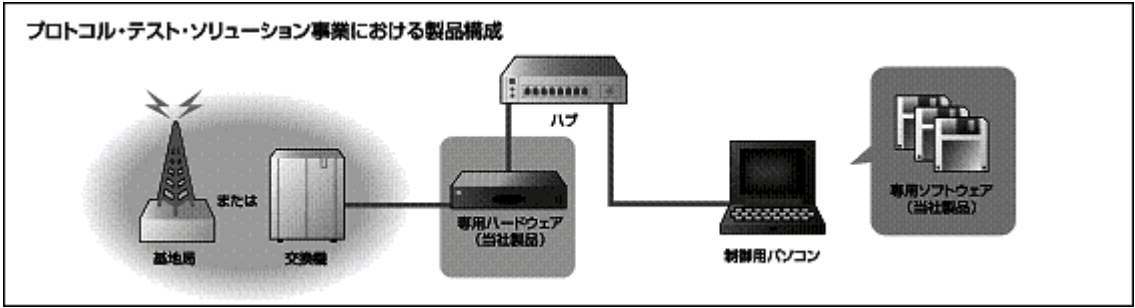 プロトコル・テスト・ソリューション事業における製品構成
ハブ
または
専用ハードウェア
（当社製品）
専用ソフトウェア
（当社製品）
基地局
交換機
制御用パソコン